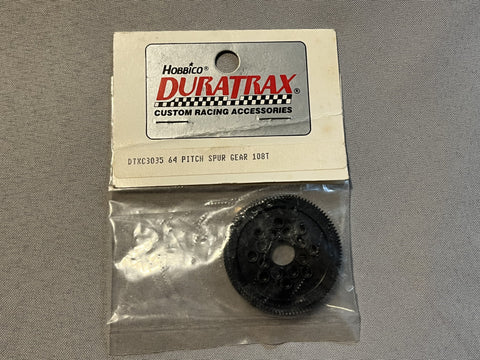 HOBBICO®
DURATRAX®
CUSTOM RACING ACCESSORIES
DTXC3035 64 PITCH SPUR GEAR 108T